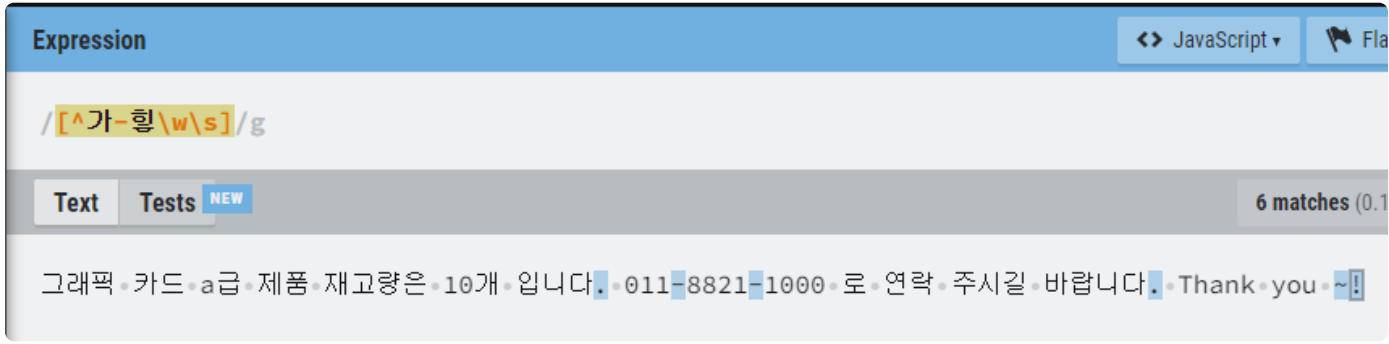 Expression
<> JavaScript ▾
Fla
/[^가-힣\w\s]/g
Text
Tests NEW
6 matches (0.1
그래픽 카드 a급 제품 재고량은 10개 입니다. 011-8821-1000 로 연락 주시길 바랍니다. Thank you ~!